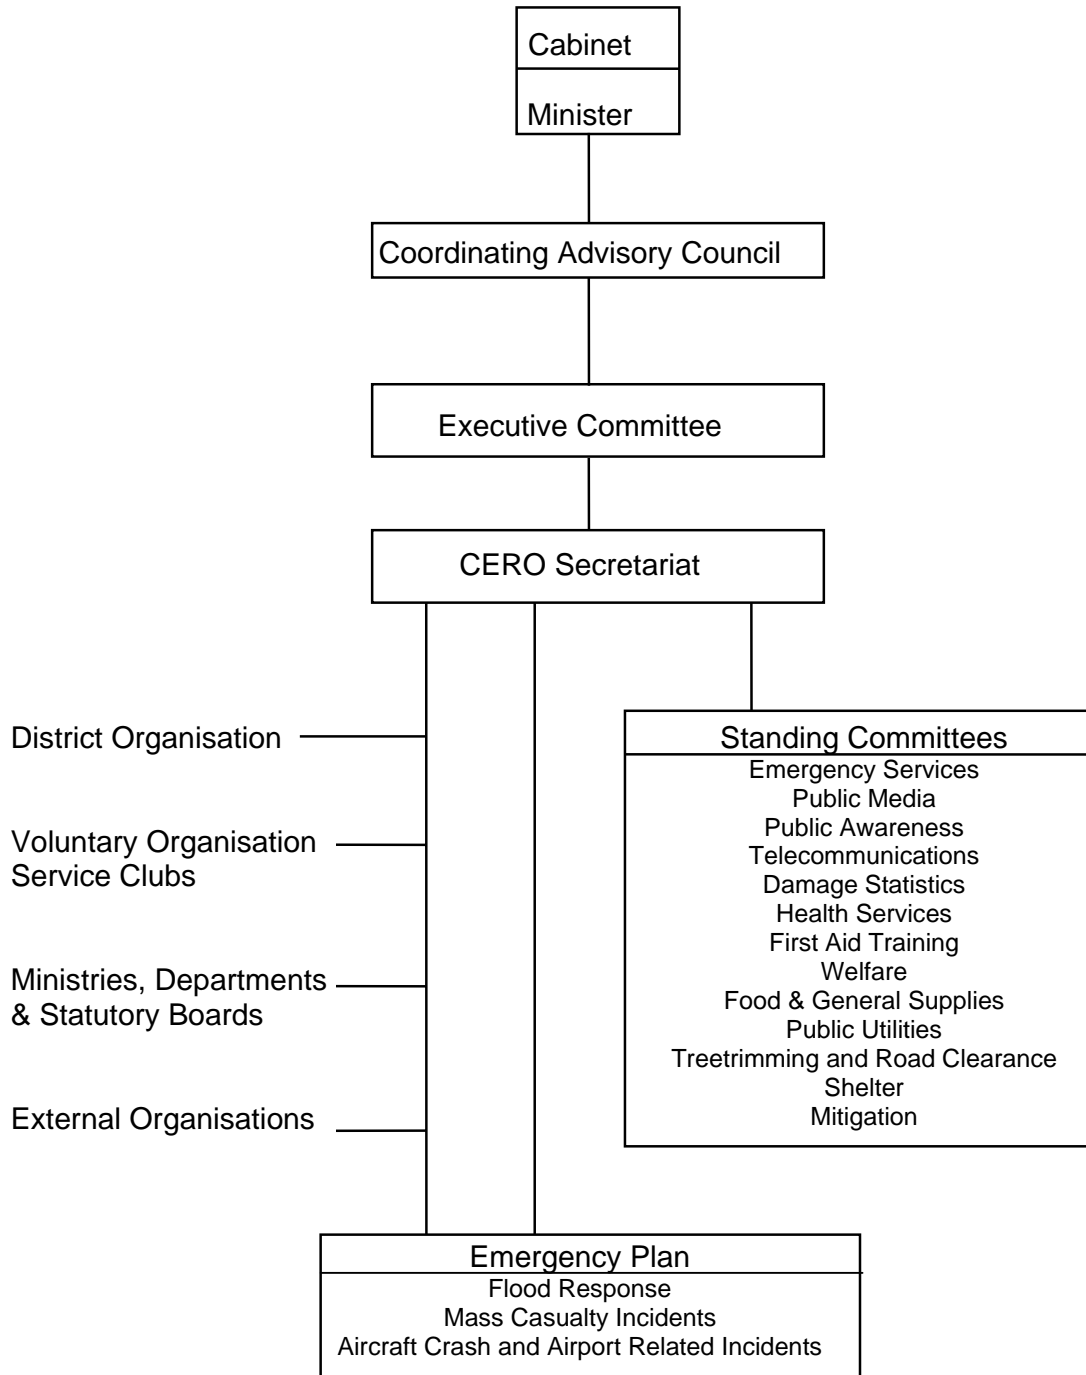 Cabinet
Minister
Coordinating Advisory Council
Executive Committee
CERO Secretariat
District Organisation
Voluntary Organisation
Service Clubs
Ministries, Departments
& Statutory Boards
External Organisations
Standing Committees
Emergency Services
Public Media
Public Awareness
Telecommunications
Damage Statistics
Health Services
First Aid Training
Welfare
Food & General Supplies
Public Utilities
Treetrimming and Road Clearance
Shelter
Mitigation
Emergency Plan
Flood Response
Mass Casualty Incidents
Aircraft Crash and Airport Related Incidents